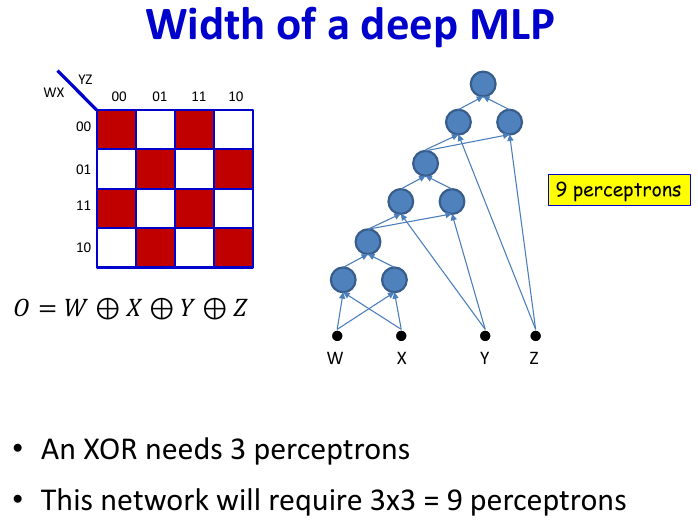 Width of a deep MLP
YZ
WX
00 01 11 10
00
01
11
10
9 perceptrons
O = W ⊕ X ⊕ Y ⊕ Z
W X Y Z
• An XOR needs 3 perceptrons
• This network will require 3x3 = 9 perceptrons